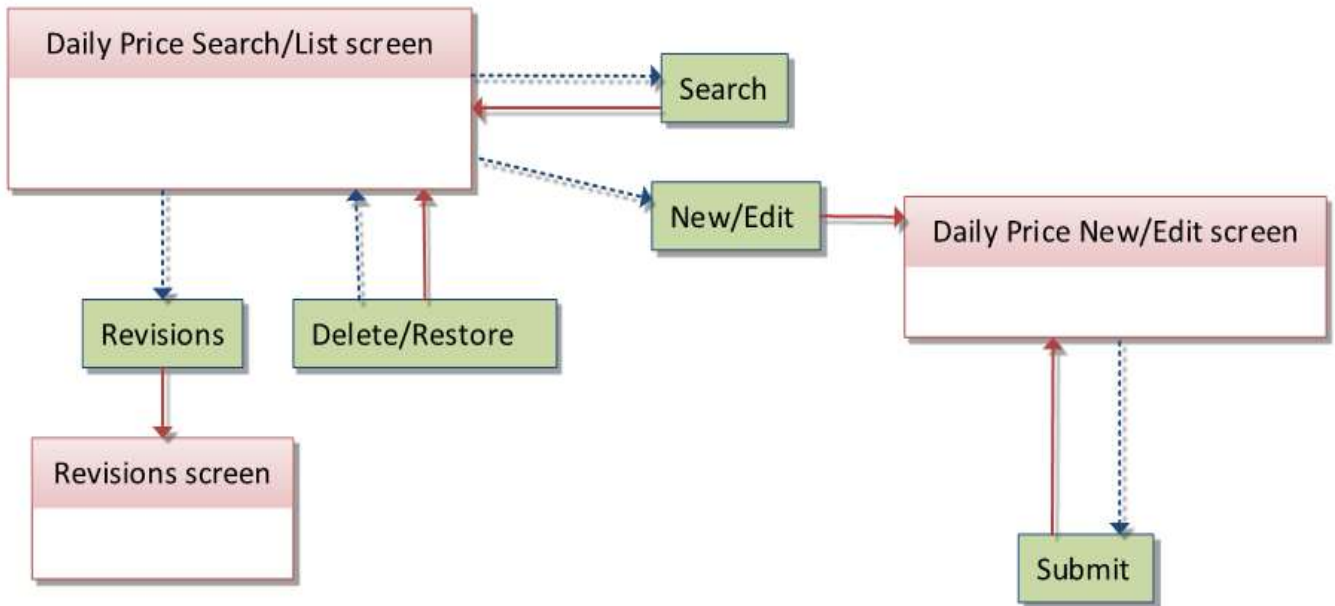 Daily Price Search/List screen
Search
New/Edit
Daily Price New/Edit screen
Revisions
Delete/Restore
Revisions screen
Submit